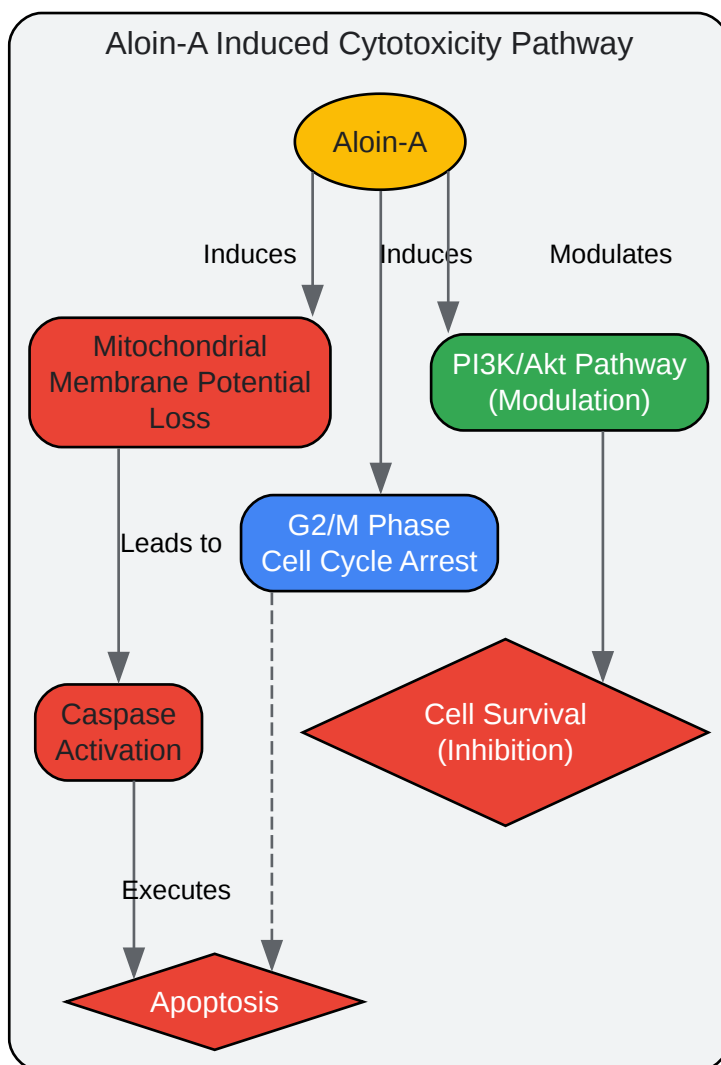 Aloin-A Induced Cytotoxicity Pathway
Aloin-A
Induces
Induces
Modulates
Mitochondrial
Membrane Potential
Loss
PI3K/Akt Pathway
(Modulation)
G2/M Phase
Cell Cycle Arrest
Leads to
Caspase
Activation
Cell Survival
(Inhibition)
Executes
Apoptosis